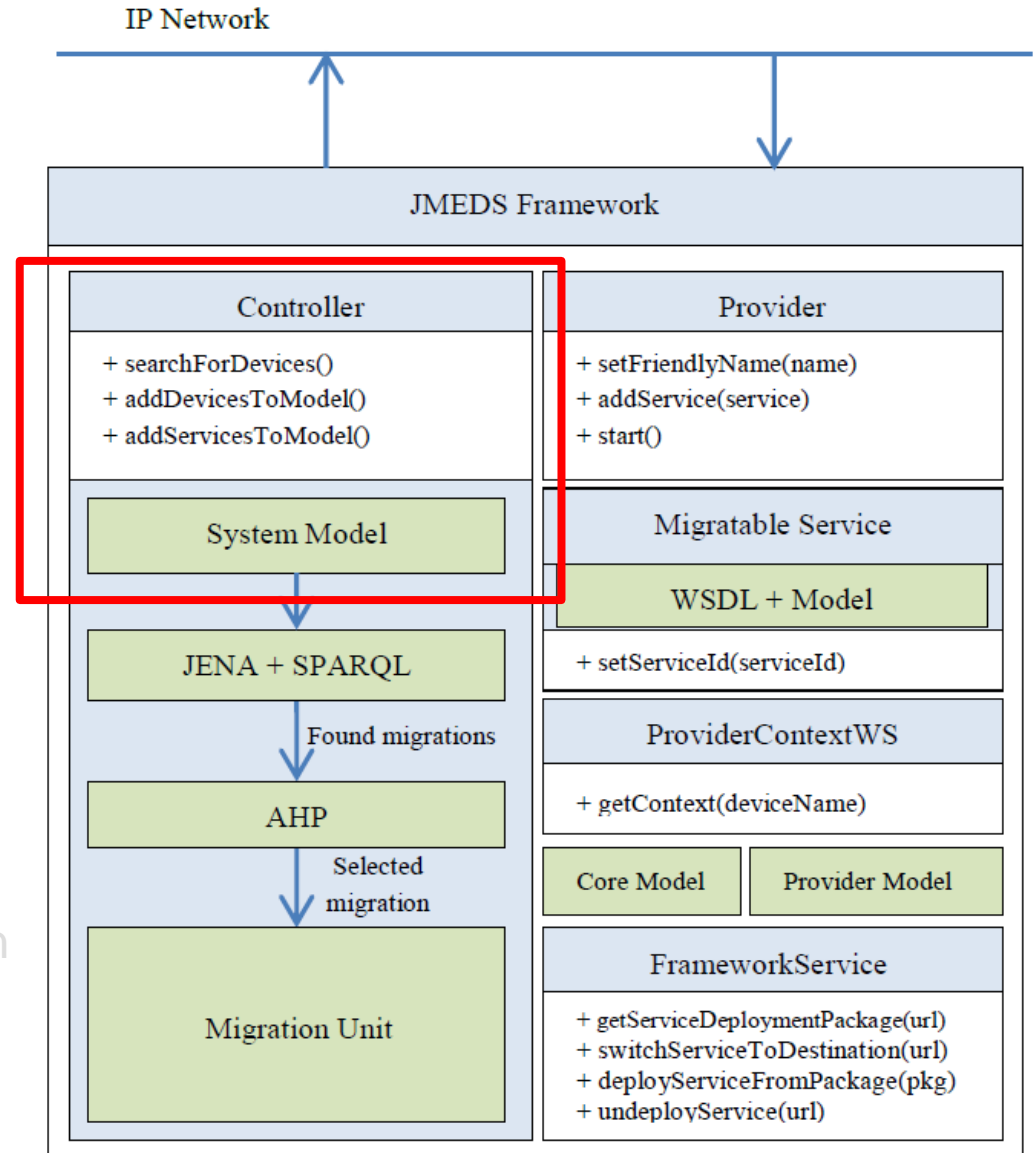 IP Network
JMEDS Framework
Controller
+ searchForDevices()
+ addDevicesToModel()
+ addServicesToModel()
System Model
JENA + SPARQL
Found migrations
AHP
Selected
migration
Migration Unit
Provider
+ setFriendlyName(name)
+ addService(service)
+ start()
Migratable Service
WSDL + Model
+ setServiceId(serviceId)
ProviderContextWS
+ getContext(deviceName)
Core Model
Provider Model
FrameworkService
+ getServiceDeploymentPackage(url)
+ switchServiceToDestination(url)
+ deployServiceFromPackage(pkg)
+ undeployService(url)